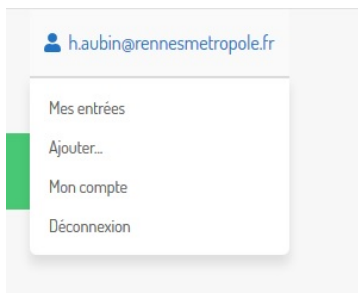 h.aubin@rennesmetropole.fr
Mes entrées
Ajouter...
Mon compte
Déconnexion